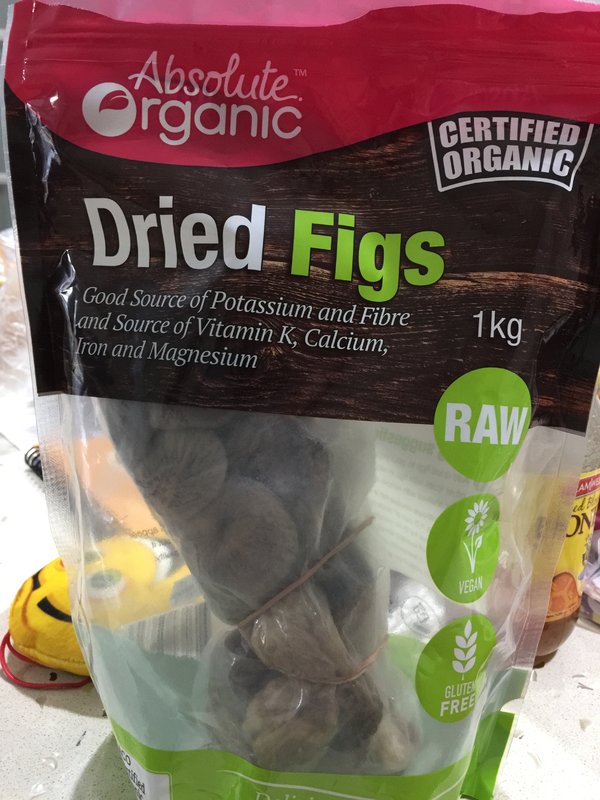 Absolute™
Organic
CERTIFIED
ORGANIC
Dried Figs
Good Source of Potassium and Fibre
and Source of Vitamin K, Calcium,
Iron and Magnesium
1kg
RAW
VEGAN
GLUTEN
FREE